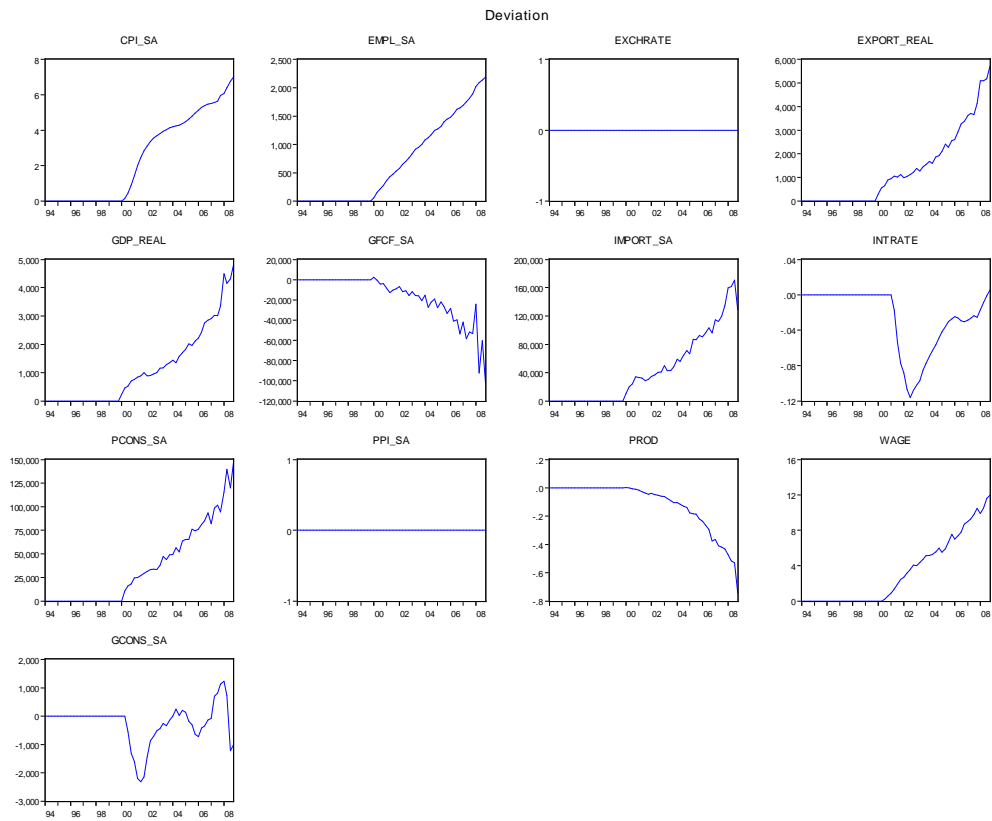 Deviation
CPI_SA
8
6
4
2
0
94 96 98 00 02 04 06 08
EMPL_SA
2,500
2,000
1,500
1,000
500
0
94 96 98 00 02 04 06 08
EXCHRATE
1
0
-1
94 96 98 00 02 04 06 08
EXPORT_REAL
6,000
5,000
4,000
3,000
2,000
1,000
0
94 96 98 00 02 04 06 08
GDP_REAL
5,000
4,000
3,000
2,000
1,000
0
94 96 98 00 02 04 06 08
GFCF_SA
20,000
0
-20,000
-40,000
-60,000
-80,000
-100,000
-120,000
94 96 98 00 02 04 06 08
IMPORT_SA
200,000
160,000
120,000
80,000
40,000
0
94 96 98 00 02 04 06 08
INTRATE
.04
.00
-.04
-.08
-.12
94 96 98 00 02 04 06 08
PCONS_SA
150,000
125,000
100,000
75,000
50,000
25,000
0
94 96 98 00 02 04 06 08
PPI_SA
1
0
-1
94 96 98 00 02 04 06 08
PROD
.2
.0
-.2
-.4
-.6
-.8
94 96 98 00 02 04 06 08
WAGE
16
12
8
4
0
94 96 98 00 02 04 06 08
GCONS_SA
2,000
1,000
0
-1,000
-2,000
-3,000
94 96 98 00 02 04 06 08